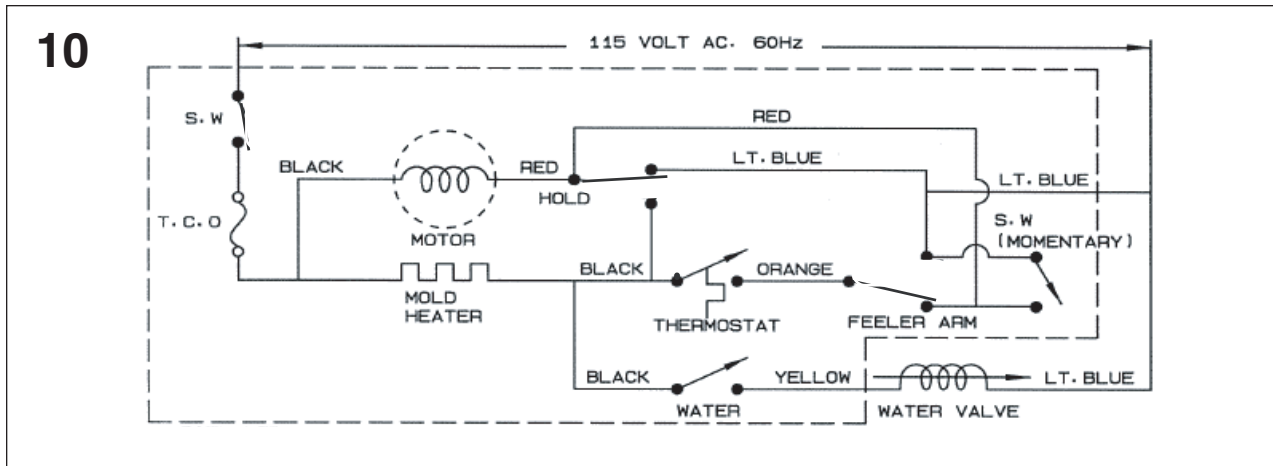 10
115 VOLT AC. 60Hz
S.W
RED
BLACK
RED
LT. BLUE
HOLD
LT. BLUE
T.C.O
MOTOR
S.W
(MOMENTARY)
BLACK
ORANGE
MOLD
HEATER
THERMOSTAT
FEELER ARM
BLACK
YELLOW
LT. BLUE
WATER
WATER VALVE